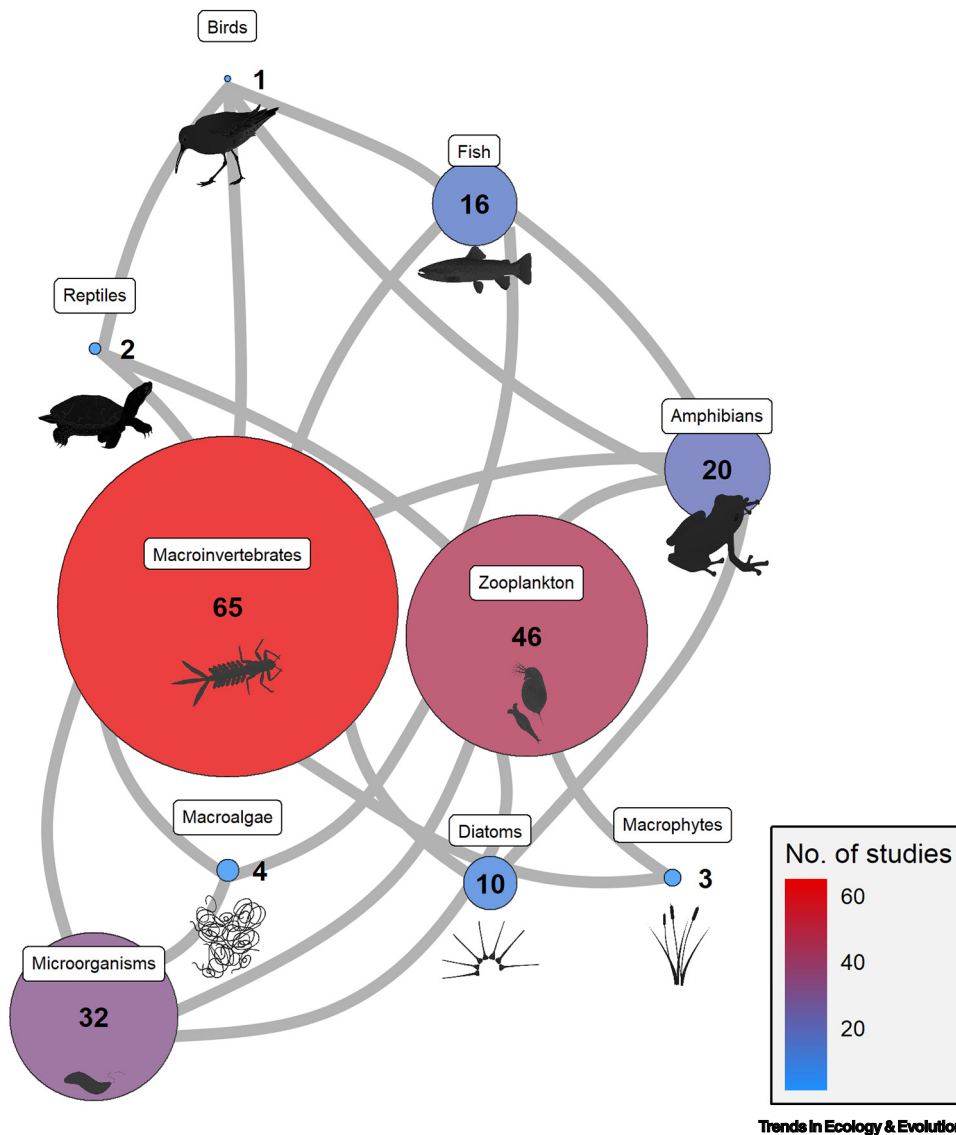 Birds
1
Fish
16
Reptiles
2
Amphibians
20
Macroinvertebrates
65
Zooplankton
46
Macroalgae
4
Diatoms
10
Macrophytes
3
Microorganisms
32
No. of studies
60
40
20
Trends in Ecology & Evolution